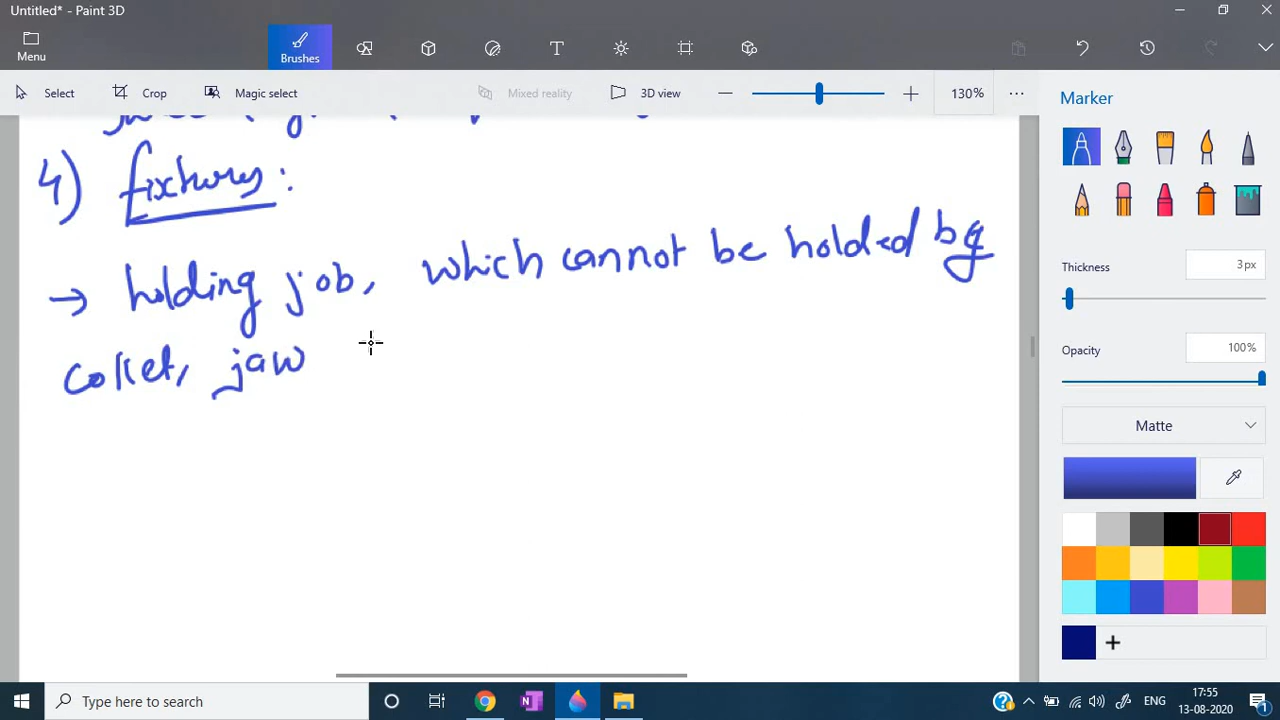 Untitled* - Paint 3D
Menu
Brushes
Select
Crop
Magic select
Mixed reality
3D view
130%
Marker
4) fixtures:
→ holding job, which cannot be holded by
collet, jaw
Thickness
3px
Opacity
100%
Matte
Type here to search
ENG
17:55
13-08-2020
1